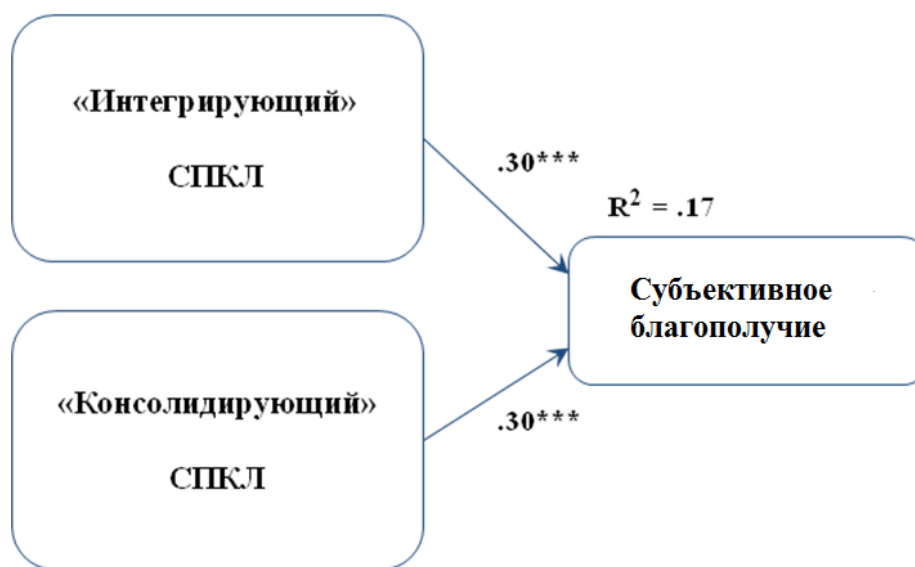 «Интегрирующий»
СПКЛ
.30***
R² = .17
Субъективное
благополучие
«Консолидирующий»
СПКЛ
.30***